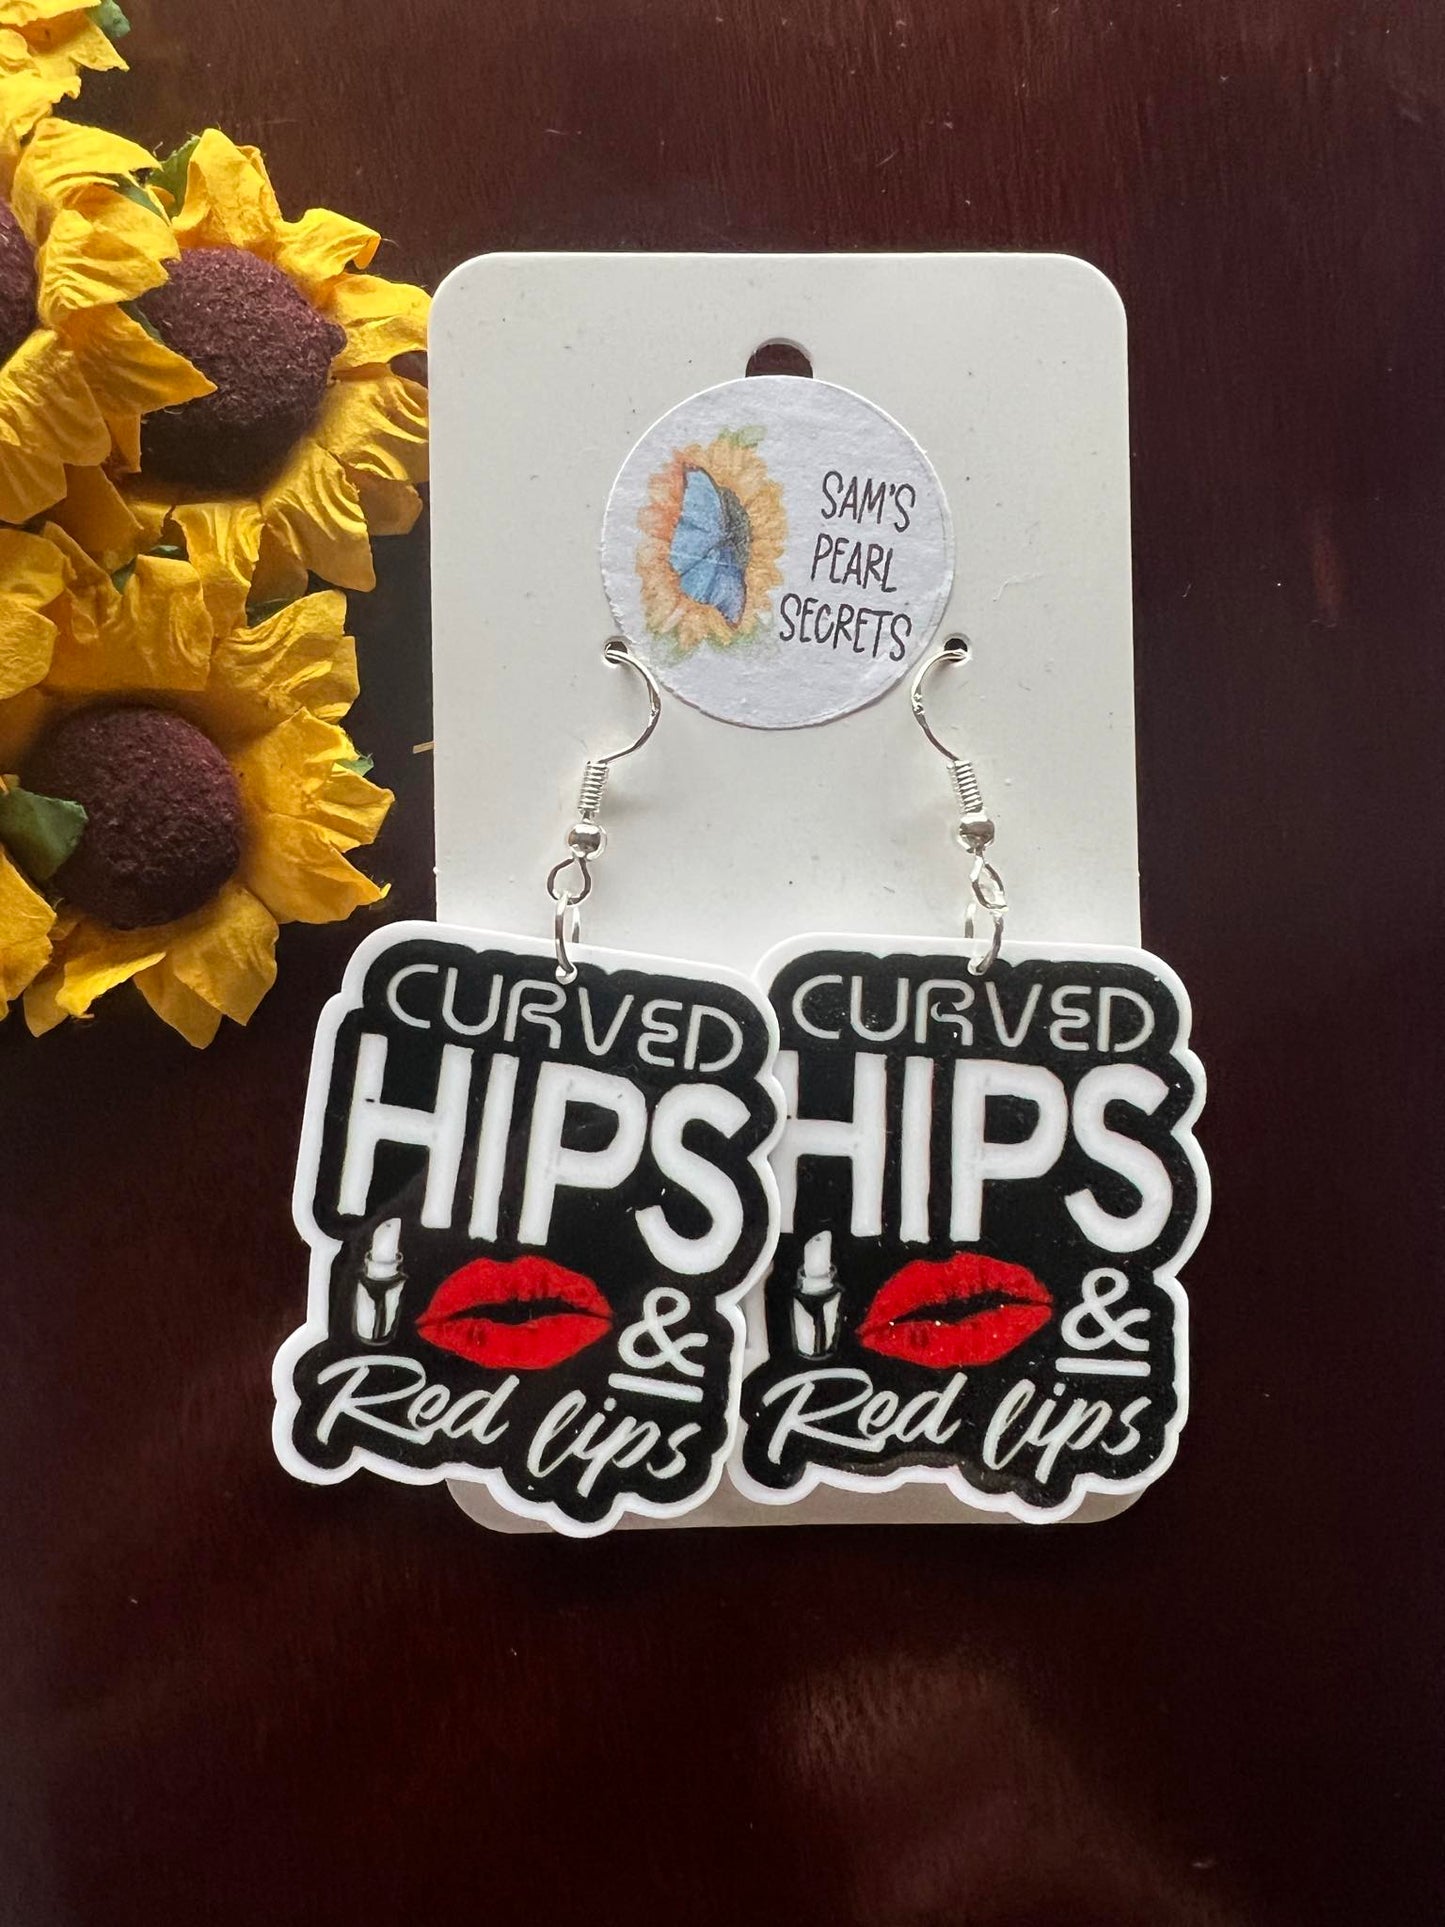 SAM'S
PEARL
SECRETS
CURVED
HIPS
&
Red lips
CURVED
HIPS
&
Red lips